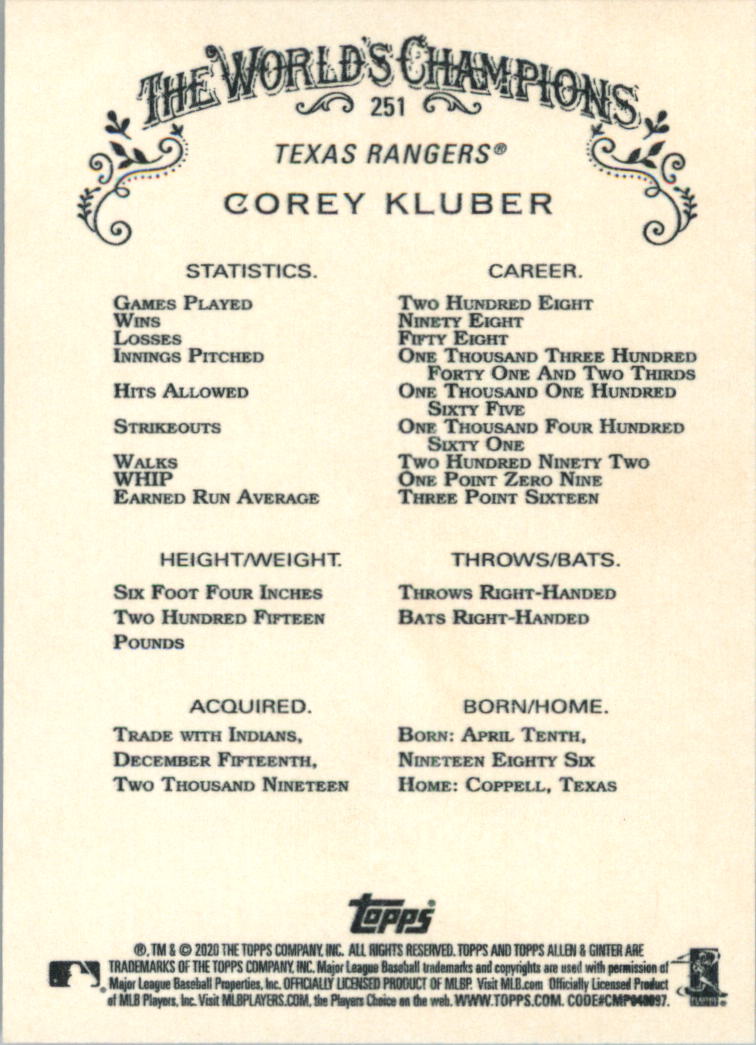 THE WORLD'S CHAMPIONS
251
TEXAS RANGERS®
COREY KLUBER
STATISTICS. CAREER.
GAMES PLAYED TWO HUNDRED EIGHT
WINS NINETY EIGHT
LOSSES FIFTY EIGHT
INNINGS PITCHED ONE THOUSAND THREE HUNDRED
FORTY ONE AND TWO THIRDS
HITS ALLOWED ONE THOUSAND ONE HUNDRED
SIXTY FIVE
STRIKEOUTS ONE THOUSAND FOUR HUNDRED
SIXTY ONE
WALKS TWO HUNDRED NINETY TWO
WHIP ONE POINT ZERO NINE
EARNED RUN AVERAGE THREE POINT SIXTEEN
HEIGHT/WEIGHT. THROWS/BATS.
SIX FOOT FOUR INCHES THROWS RIGHT-HANDED
TWO HUNDRED FIFTEEN BATS RIGHT-HANDED
POUNDS
ACQUIRED. BORN/HOME.
TRADE WITH INDIANS, BORN: APRIL TENTH,
DECEMBER FIFTEENTH, NINETEEN EIGHTY SIX
TWO THOUSAND NINETEEN HOME: COPPELL, TEXAS
topps
®, TM & © 2020 THE TOPPS COMPANY, INC. ALL RIGHTS RESERVED. TOPPS AND TOPPS ALLEN & GINTER ARE
TRADEMARKS OF THE TOPPS COMPANY, INC. Major League Baseball trademarks and copyrights are used with permission of
Major League Baseball Properties, Inc. OFFICIALLY LICENSED PRODUCT OF MLBP. Visit MLB.com Officially Licensed Product
of MLB Players, Inc. Visit MLBPLAYERS.COM, the Players Choice on the web. WWW.TOPPS.COM.